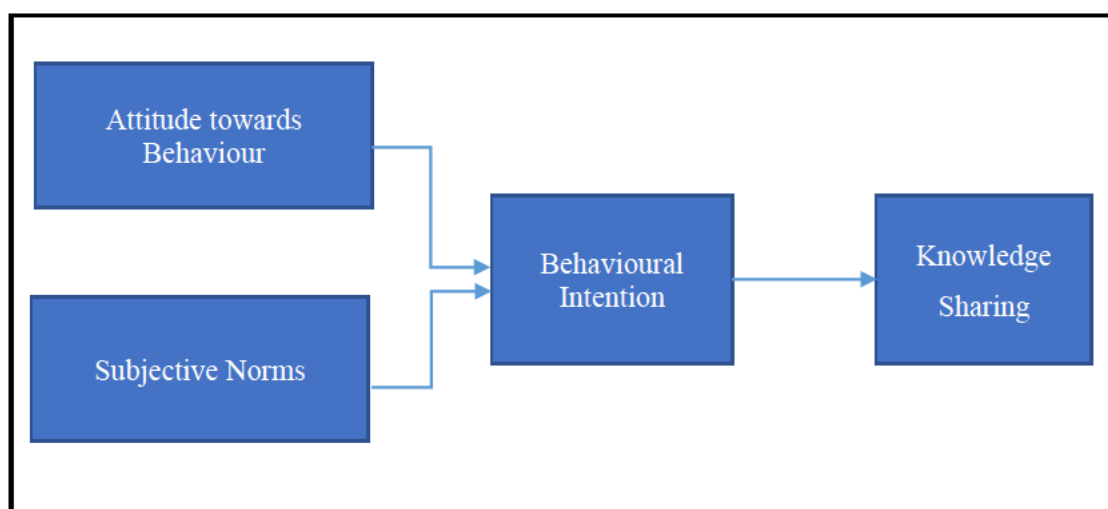 Attitude towards
Behaviour
Subjective Norms
Behavioural
Intention
Knowledge
Sharing